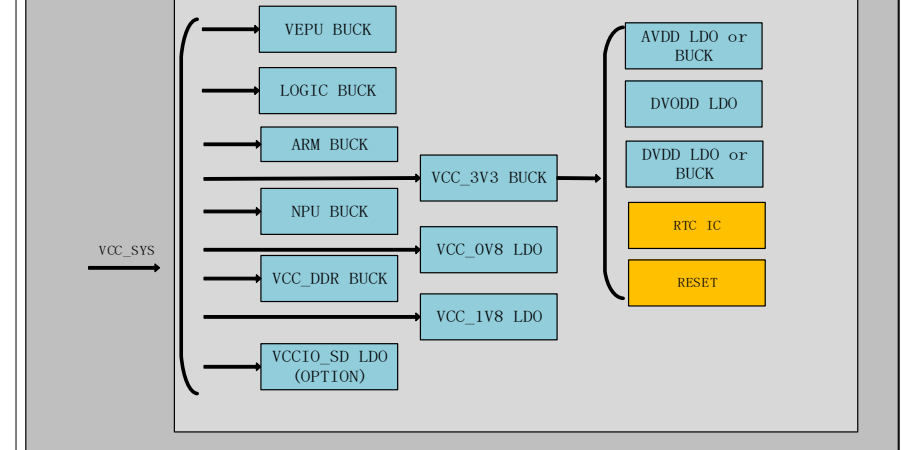 VEPU BUCK
LOGIC BUCK
ARM BUCK
NPU BUCK
VCC_DDR BUCK
VCCIO_SD LDO
(OPTION)
VCC_SYS
VCC_3V3 BUCK
VCC_0V8 LDO
VCC_1V8 LDO
AVDD LDO or
BUCK
DVODD LDO
DVDD LDO or
BUCK
RTC IC
RESET